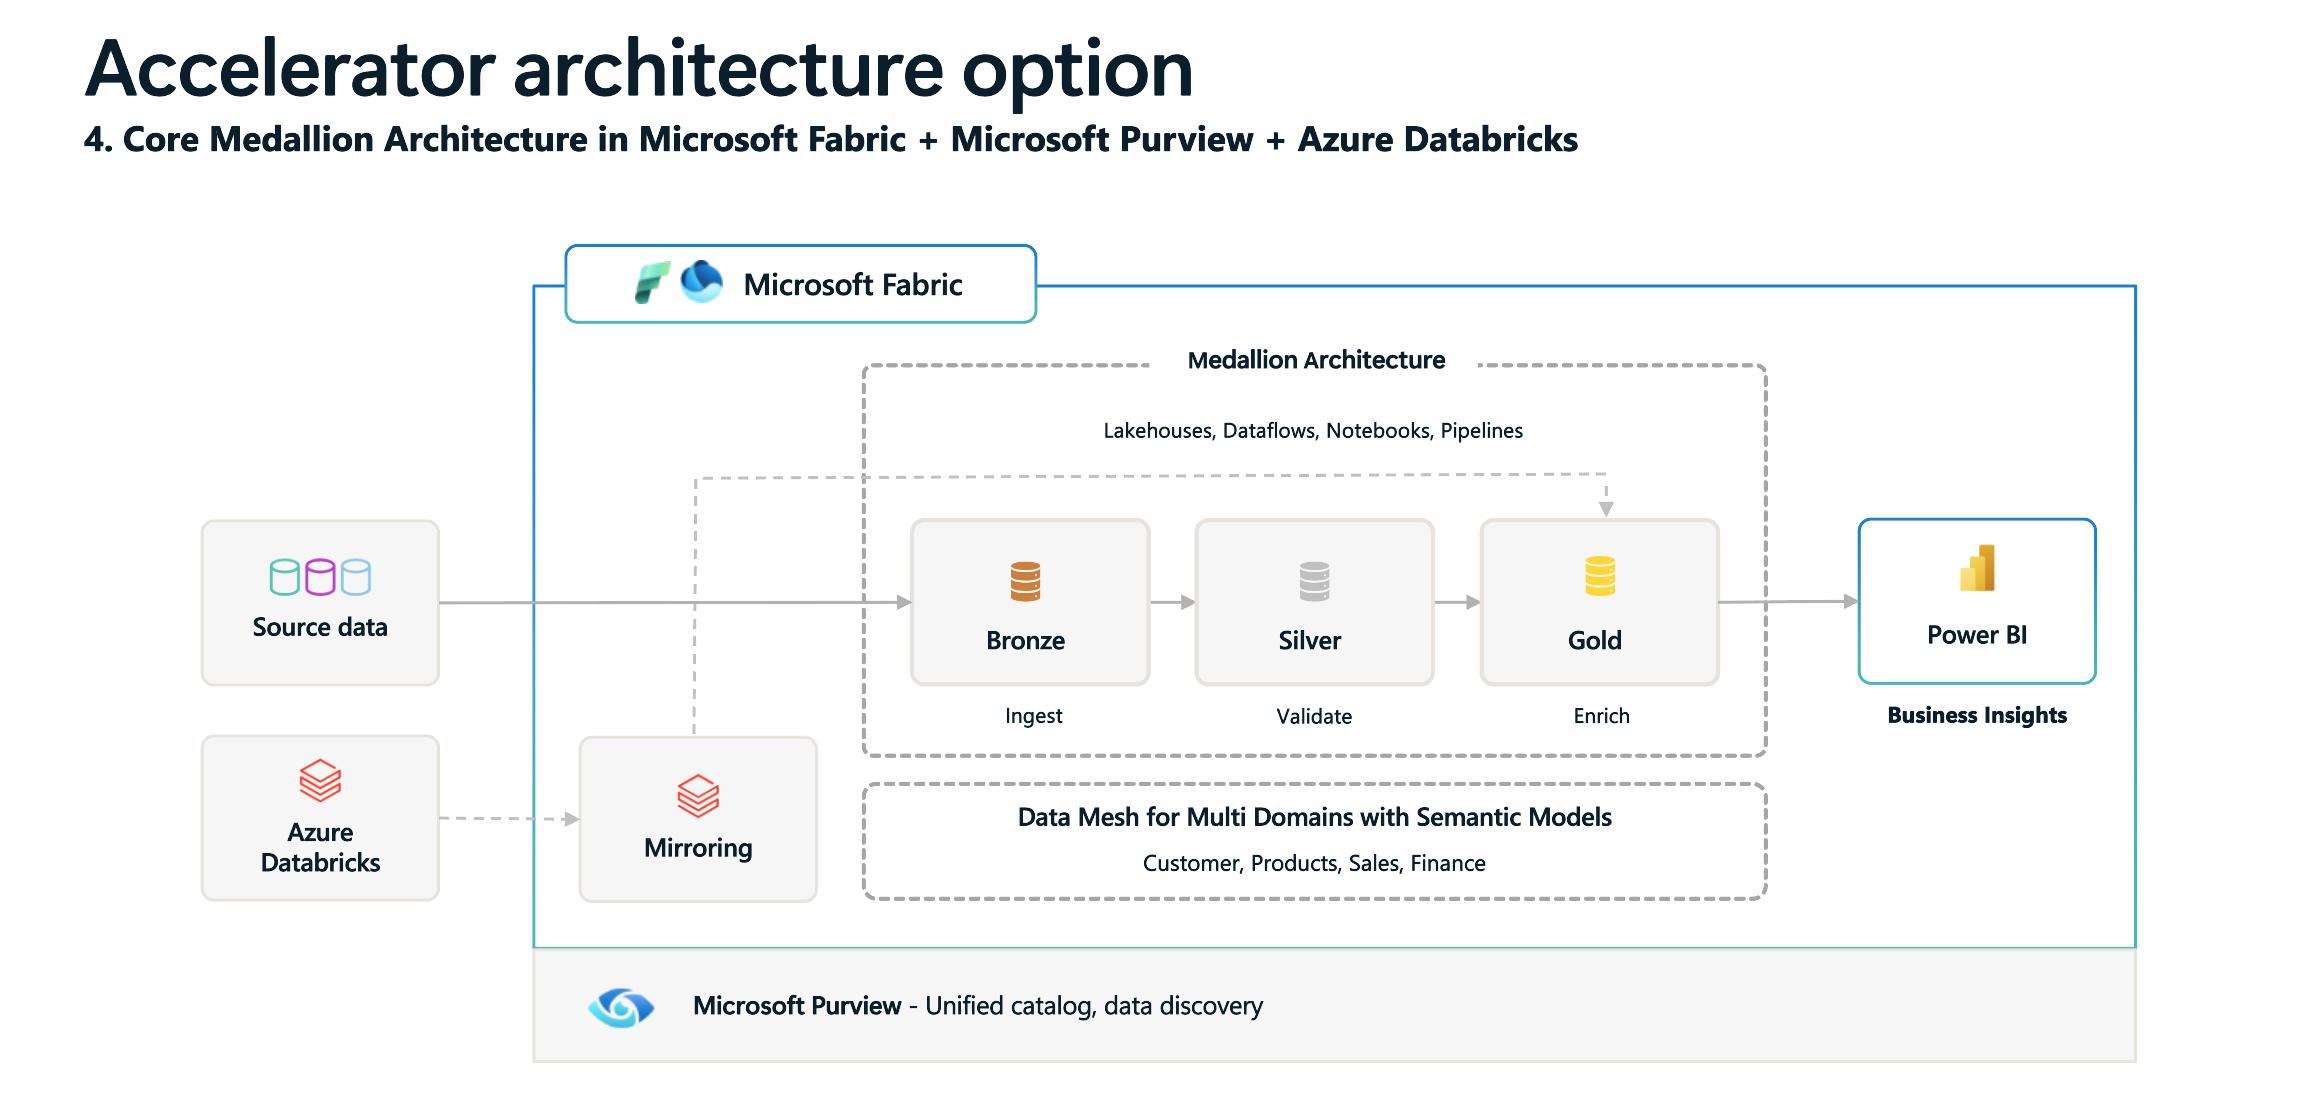 Accelerator architecture option
4. Core Medallion Architecture in Microsoft Fabric + Microsoft Purview + Azure Databricks
Microsoft Fabric
Medallion Architecture
Lakehouses, Dataflows, Notebooks, Pipelines
Source data
Bronze
Silver
Gold
Power BI
Ingest
Validate
Enrich
Business Insights
Azure
Databricks
Mirroring
Data Mesh for Multi Domains with Semantic Models
Customer, Products, Sales, Finance
Microsoft Purview - Unified catalog, data discovery